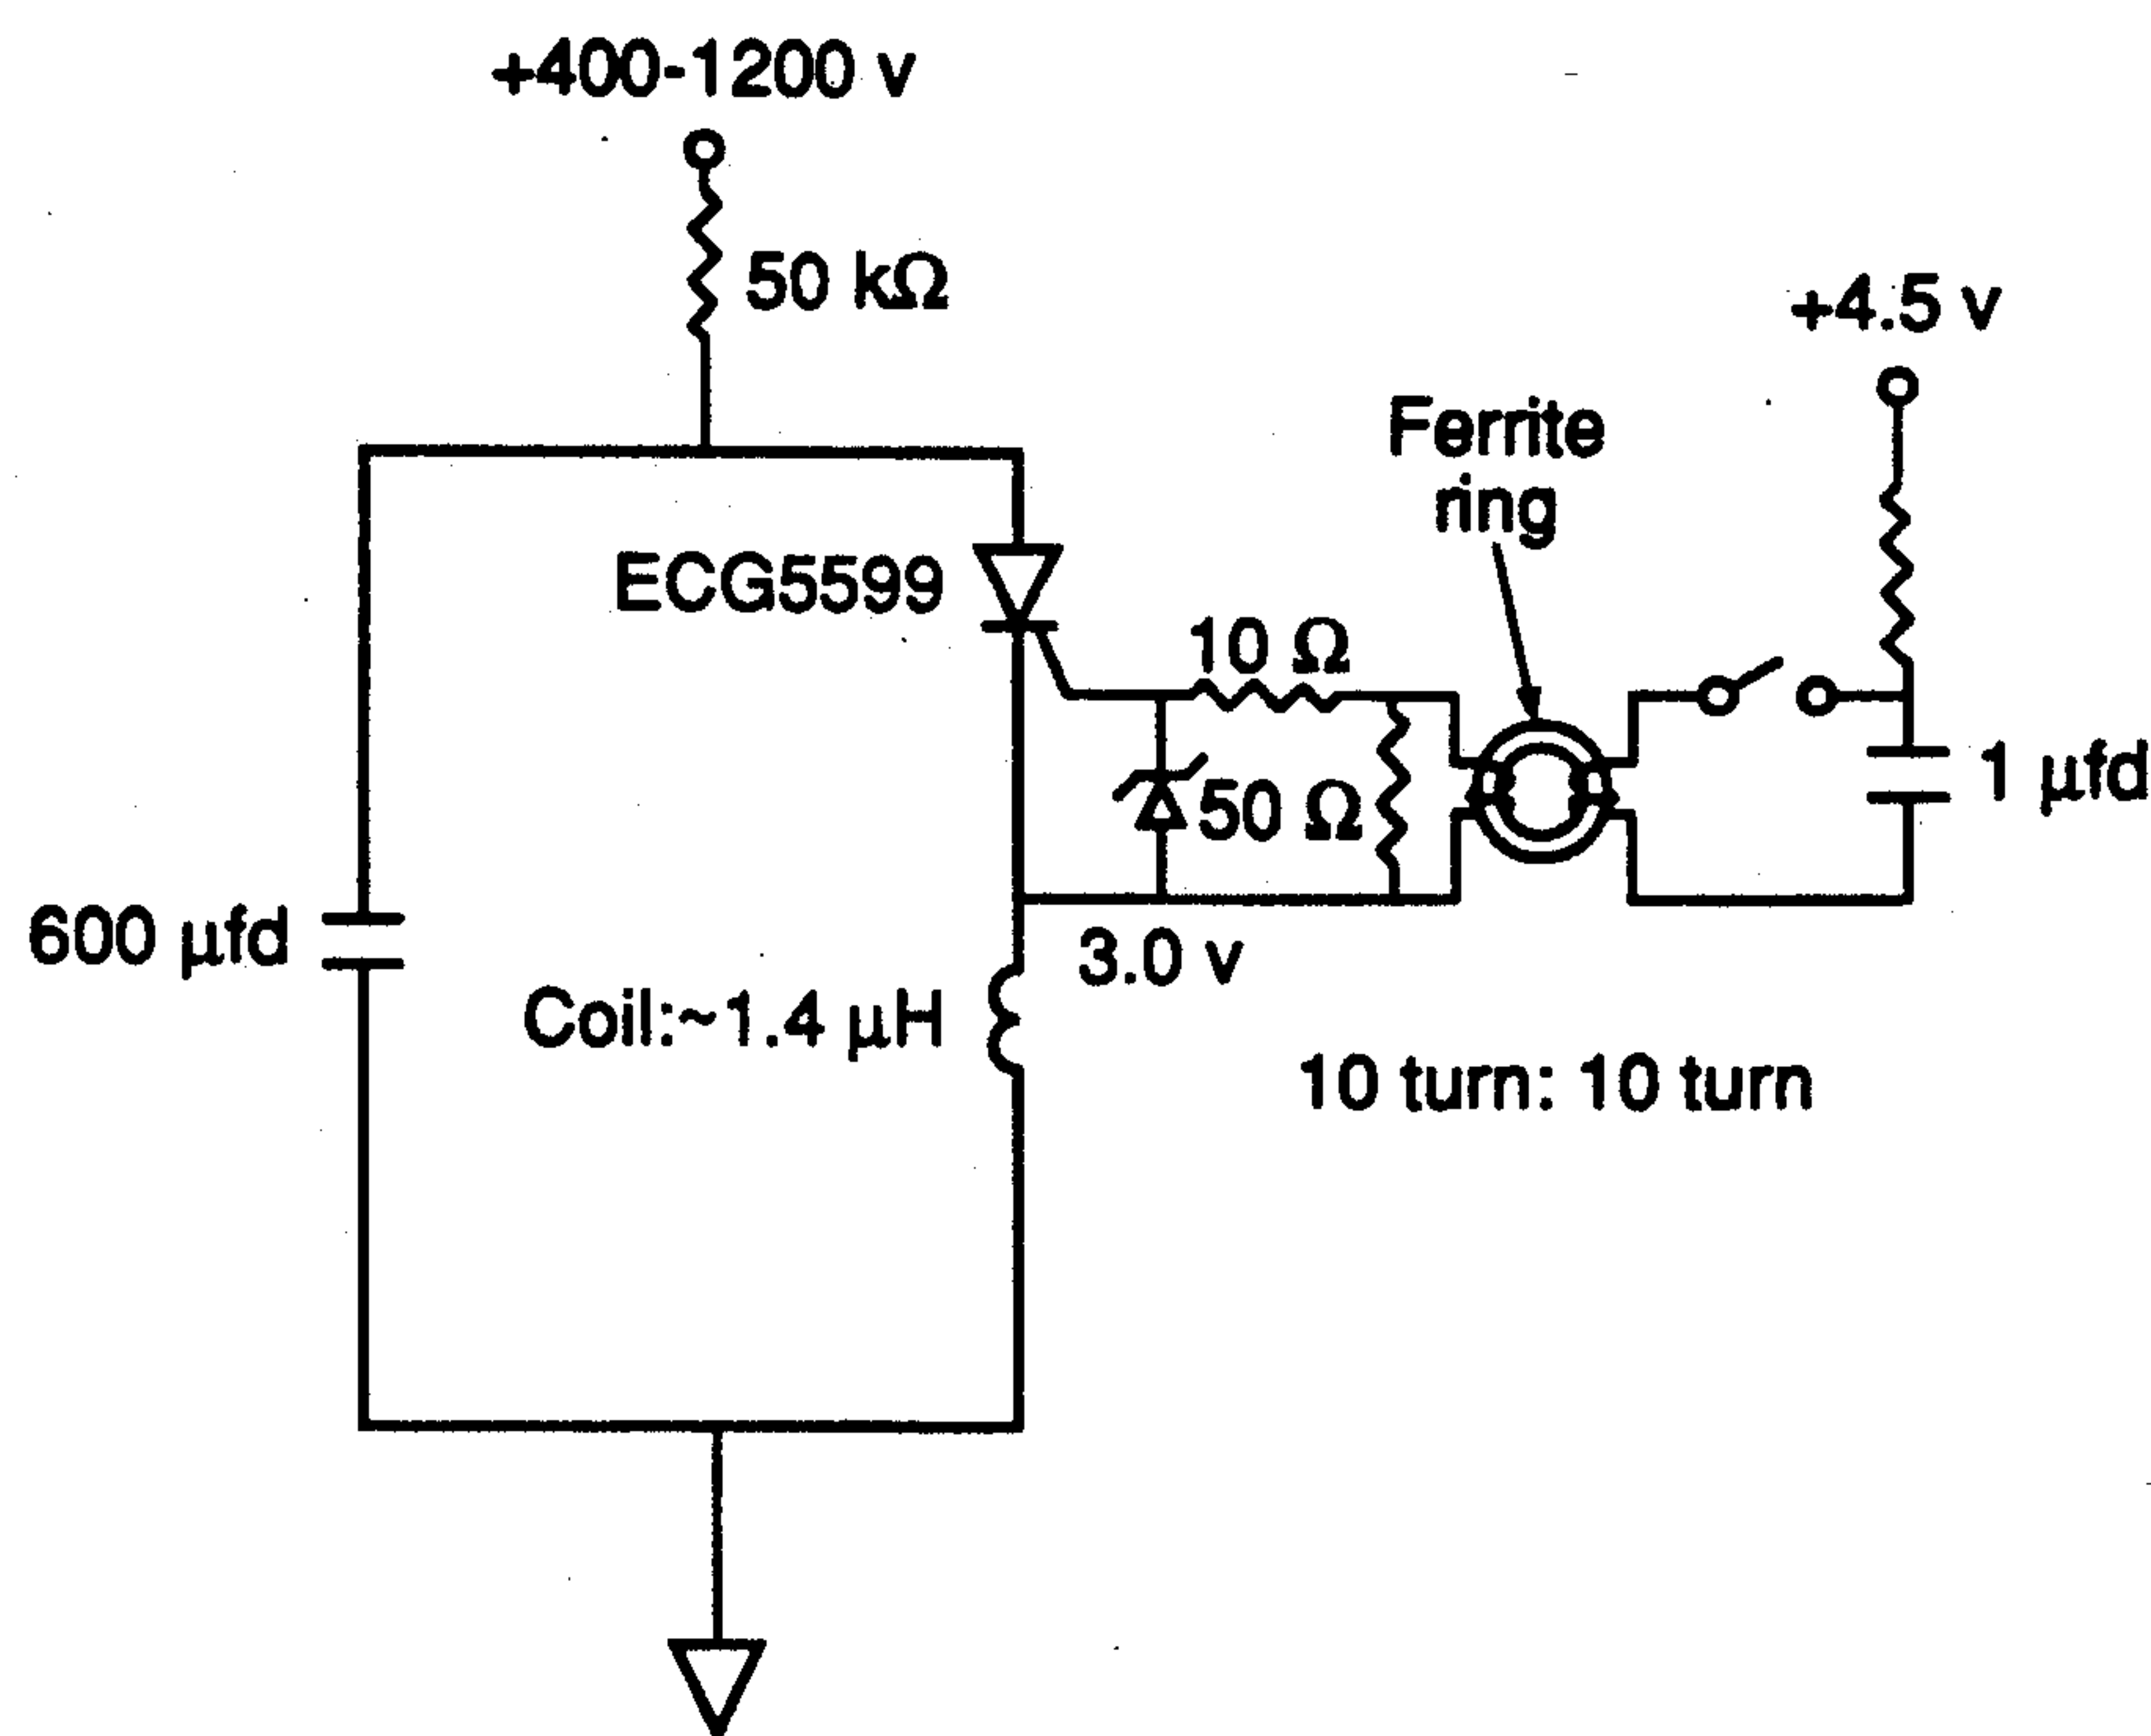 +400-1200 v
50 kΩ
+4.5 v
Ferrite
ring
ECG5599
10 Ω
50 Ω
1 µfd
600 µfd
3.0 v
Coil:~1.4 µH
10 turn: 10 turn